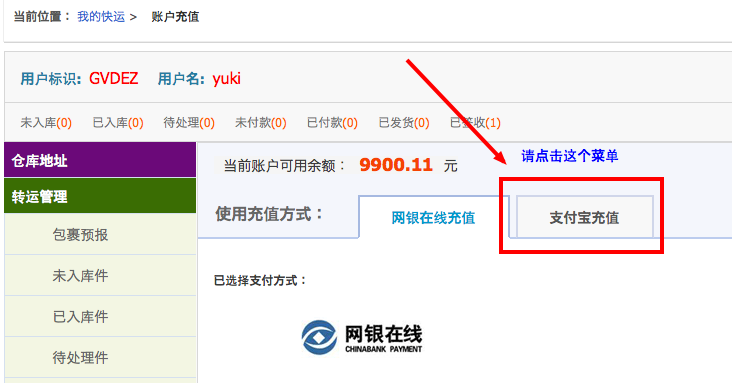 当前位置： 我的快运 > 账户充值
用户标识: GVDEZ 用户名: yuki
未入库(0) 已入库(0) 待处理(0) 未付款(0) 已付款(0) 已发货(0) 已签收(1)
仓库地址
转运管理
包裹预报
未入库件
已入库件
待处理件
请点击这个菜单
当前账户可用余额： 9900.11 元
使用充值方式： 网银在线充值 支付宝充值
已选择支付方式：
网银在线
CHINABANK PAYMENT